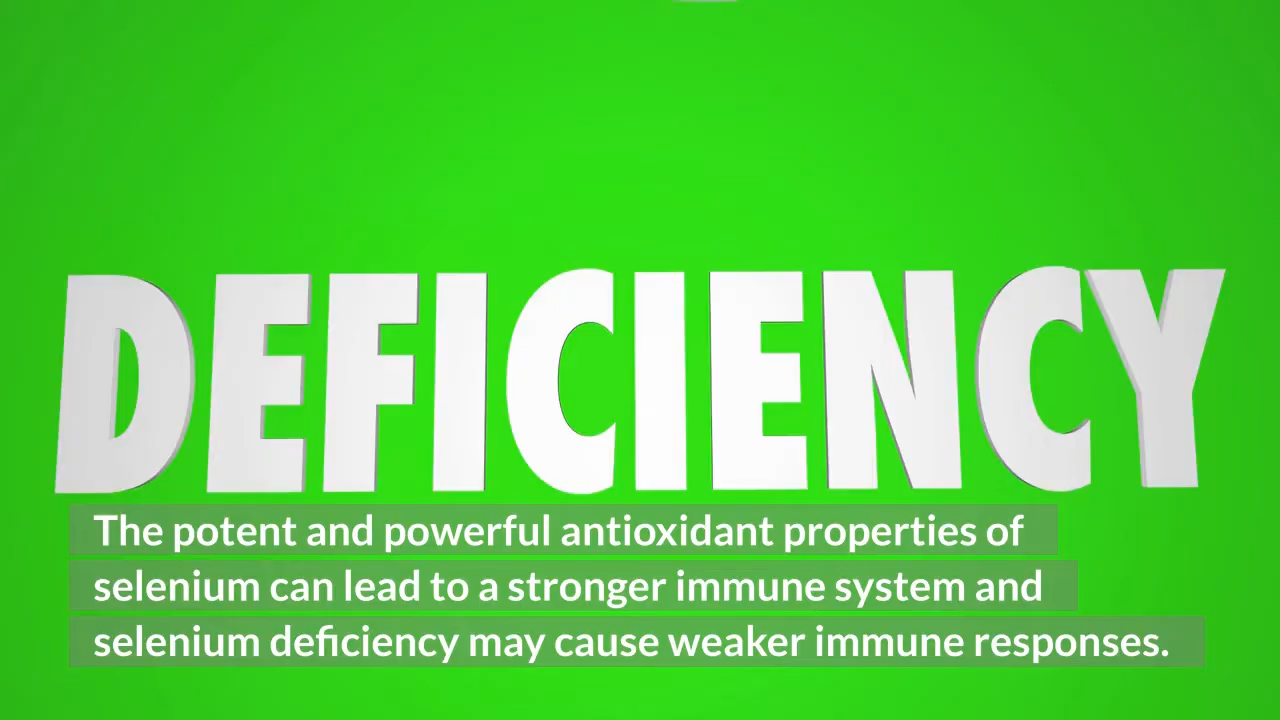 DEFICIENCY
The potent and powerful antioxidant properties of
selenium can lead to a stronger immune system and
selenium deficiency may cause weaker immune responses.